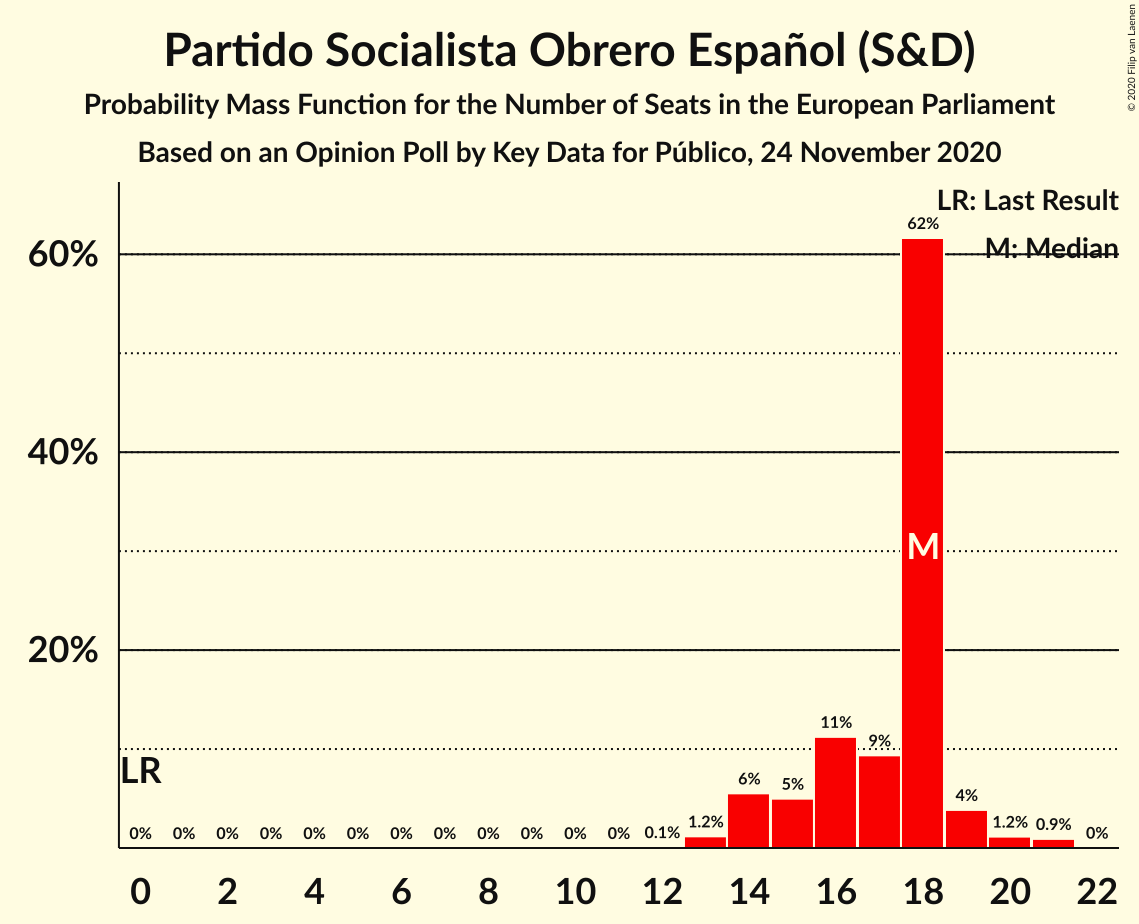 Partido Socialista Obrero Español (S&D)
Probability Mass Function for the Number of Seats in the European Parliament
Based on an Opinion Poll by Key Data for Público, 24 November 2020
© 2020 Filip van Laenen
LR: Last Result
M: Median
60%
40%
20%
62%
M
11%
9%
6%
5%
4%
LR
0% 0% 0% 0% 0% 0% 0% 0% 0% 0% 0% 0% 0.1% 1.2% 1.2% 0.9% 0%
0 2 4 6 8 10 12 14 16 18 20 22